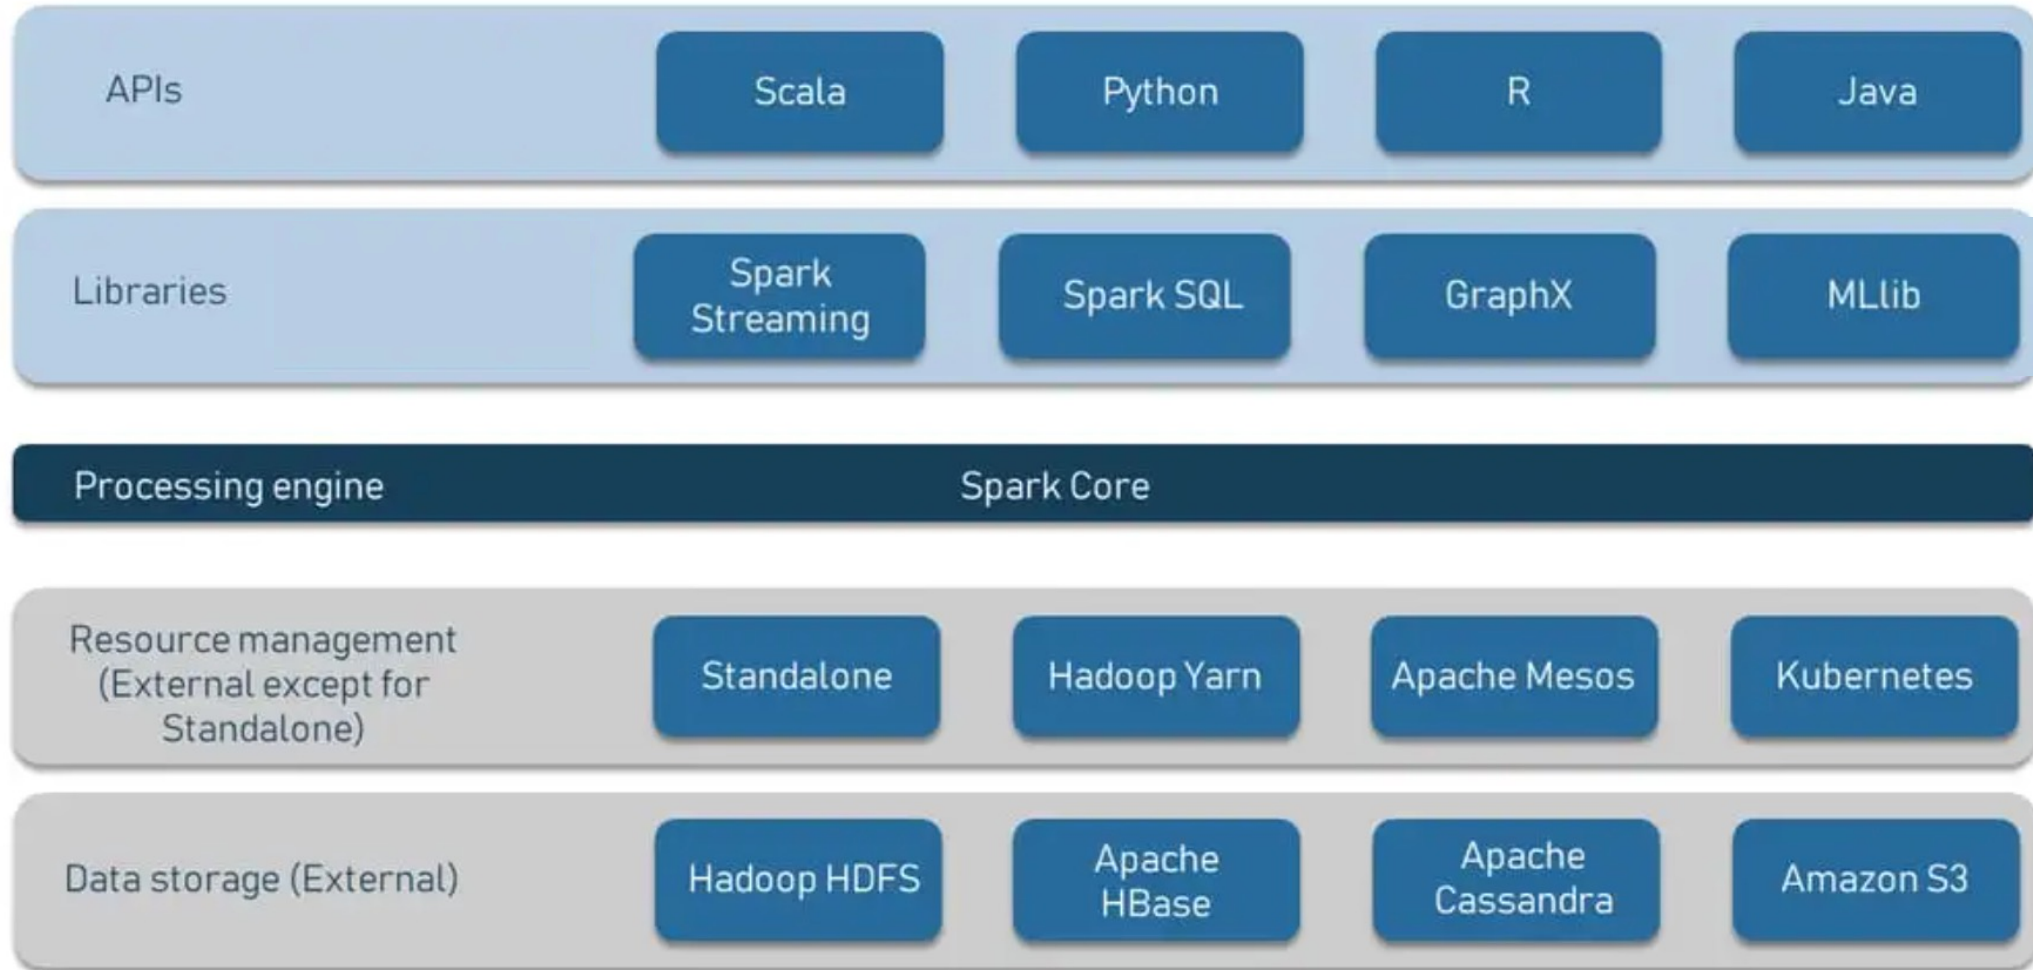 APIs
Scala
Python
R
Java
Libraries
Spark
Streaming
Spark SQL
GraphX
MLlib
Processing engine
Spark Core
Resource management
(External except for
Standalone)
Standalone
Hadoop Yarn
Apache Mesos
Kubernetes
Data storage (External)
Hadoop HDFS
Apache
HBase
Apache
Cassandra
Amazon S3